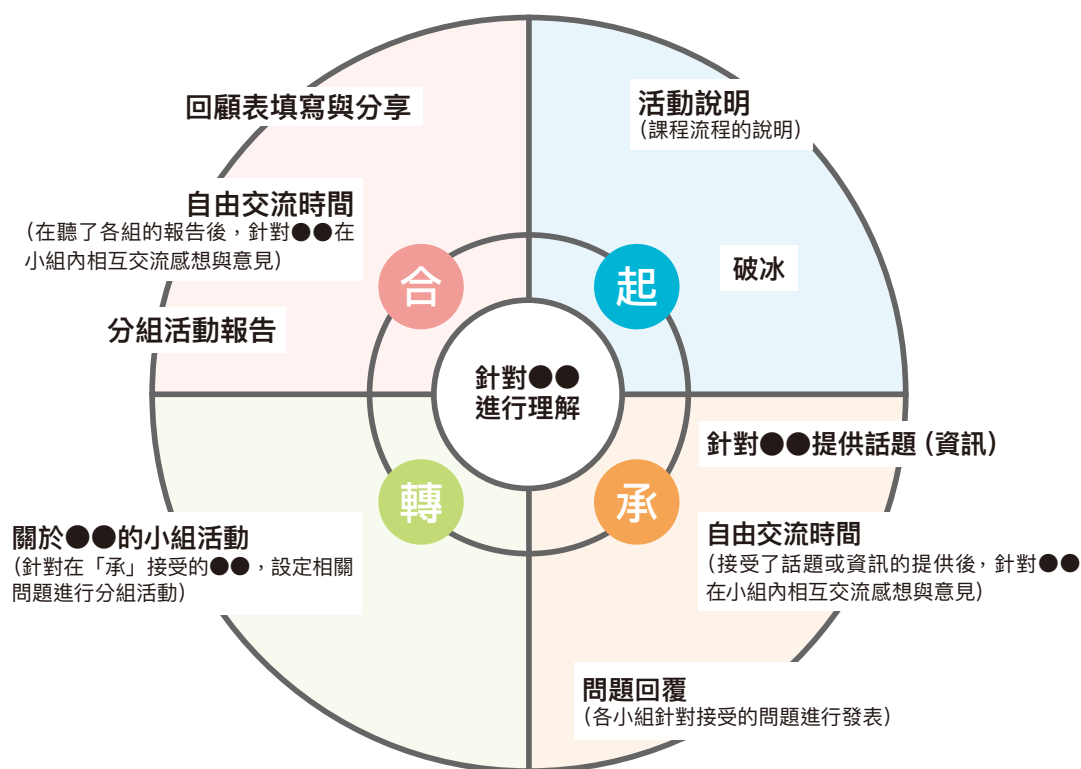 回顧表填寫與分享
自由交流時間
(在聽了各組的報告後，針對●●在
小組內相互交流感想與意見)
分組活動報告
合
活動說明
(課程流程的說明)
破冰
起
針對●●
進行理解
針對●●提供話題(資訊)
自由交流時間
(接受了話題或資訊的提供後，針對●●
在小組內相互交流感想與意見)
問題回覆
(各小組針對接受的問題進行發表)
承
轉
關於●●的小組活動
(針對在「承」接受的●●，設定相關
問題進行分組活動)